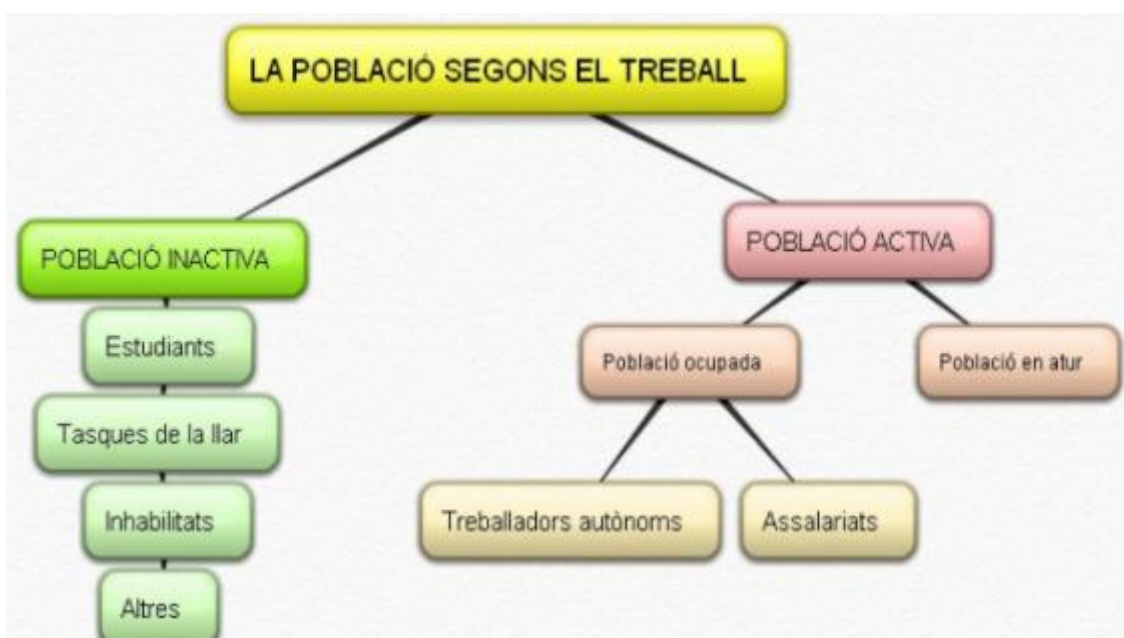 LA POBLACIÓ SEGONS EL TREBALL
POBLACIÓ INACTIVA
Estudiants
Tasques de la llar
Inhabilitats
Altres
POBLACIÓ ACTIVA
Població ocupada
Població en atur
Treballadors autònoms
Assalariats